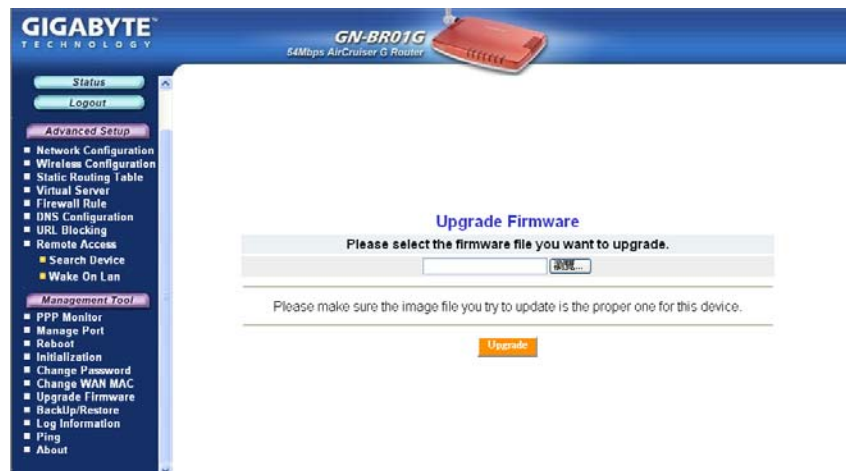 GIGABYTE™
TECHNOLOGY
GN-BR01G
54Mbps AirCruiser G Router
Status
Logout
Advanced Setup
Network Configuration
Wireless Configuration
Static Routing Table
Virtual Server
Firewall Rule
DNS Configuration
URL Blocking
Remote Access
Search Device
Wake On Lan
Management Tool
PPP Monitor
Manage Port
Reboot
Initialization
Change Password
Change WAN MAC
Upgrade Firmware
BackUp/Restore
Log Information
Ping
About
Upgrade Firmware
Please select the firmware file you want to upgrade.
瀏覽...
Please make sure the image file you try to update is the proper one for this device.
Upgrade